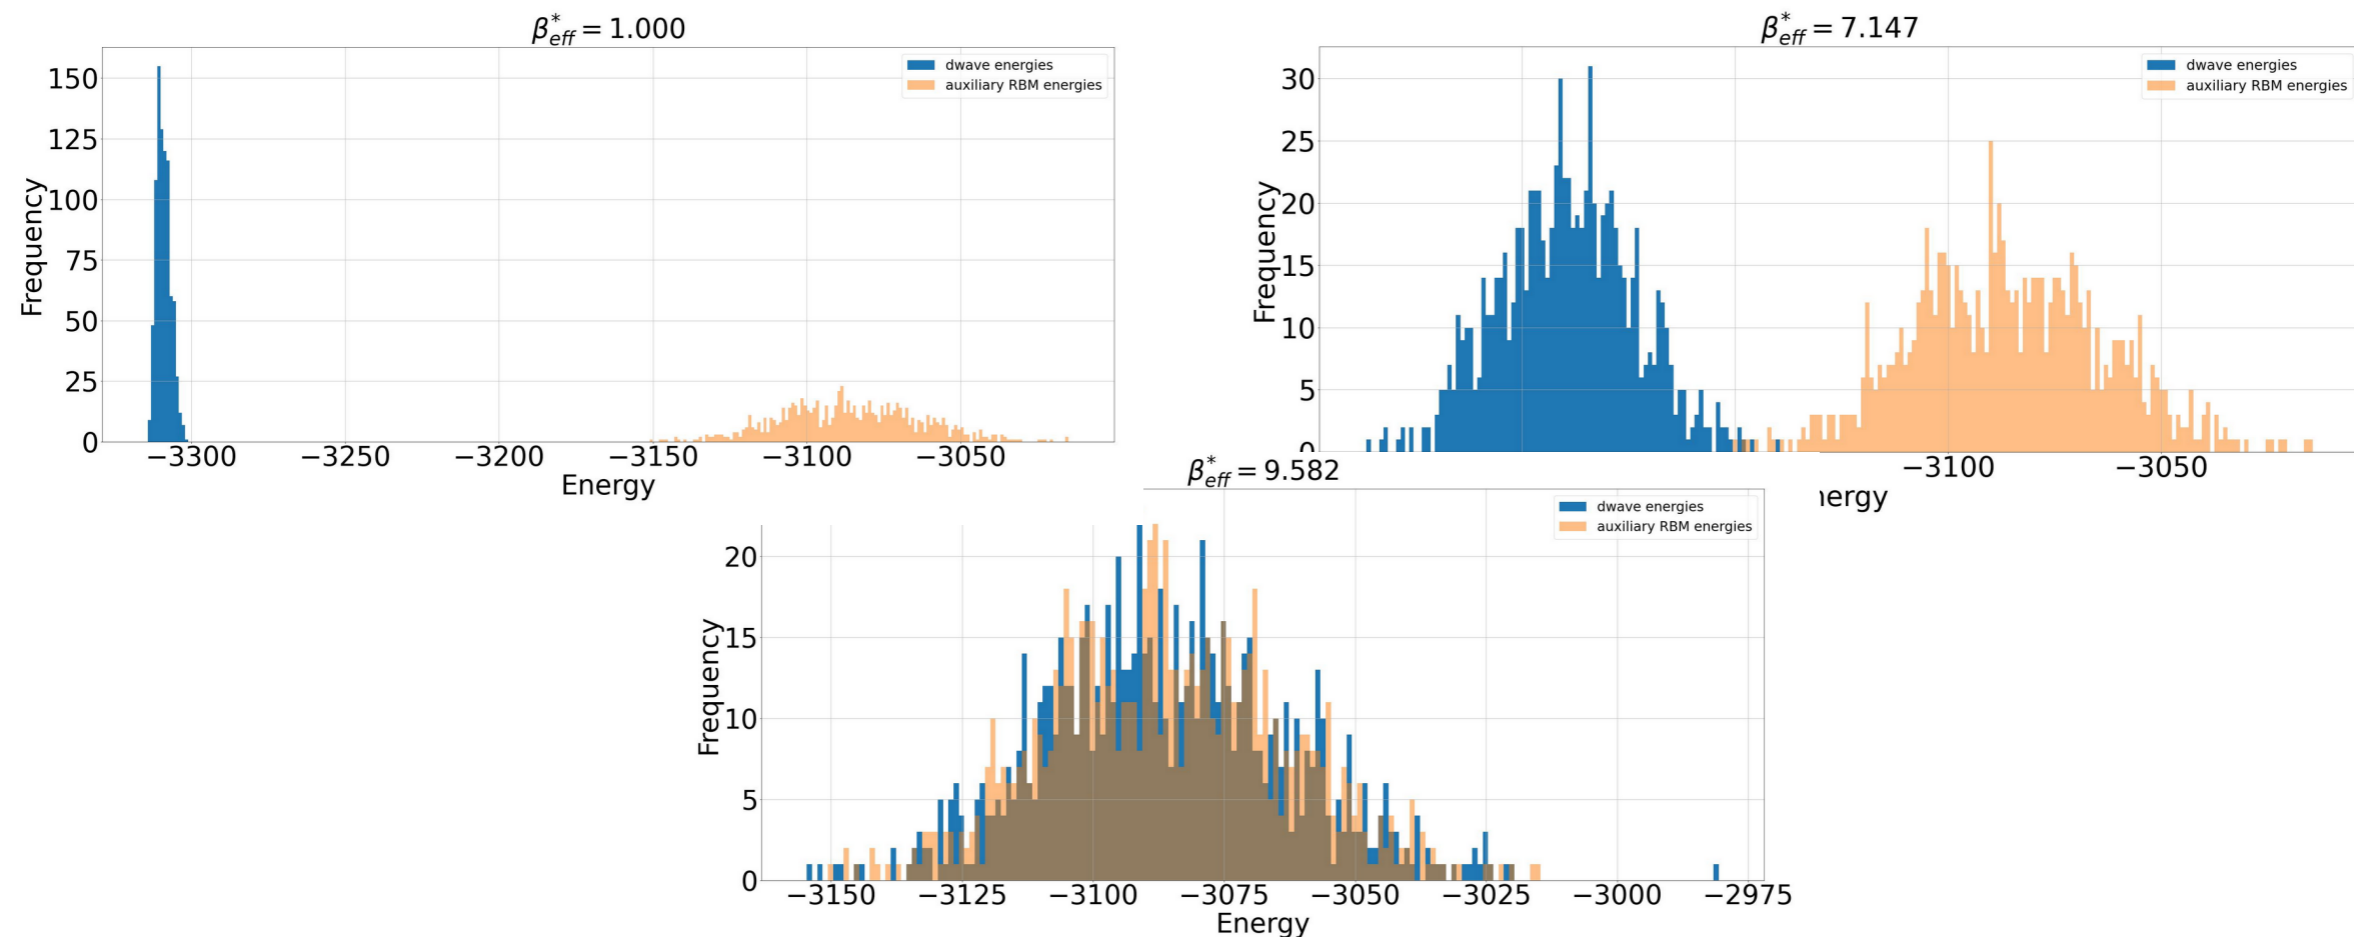 β*eff = 1.000
dwave energies
auxiliary RBM energies
Frequency
150
125
100
75
50
25
0
−3300 −3250 −3200 −3150 −3100 −3050
Energy
β*eff = 7.147
dwave energies
auxiliary RBM energies
Frequency
30
25
20
15
10
5
0
−3100 −3050
nergy
β*eff = 9.582
dwave energies
auxiliary RBM energies
Frequency
20
15
10
5
0
−3150 −3125 −3100 −3075 −3050 −3025 −3000 −2975
Energy